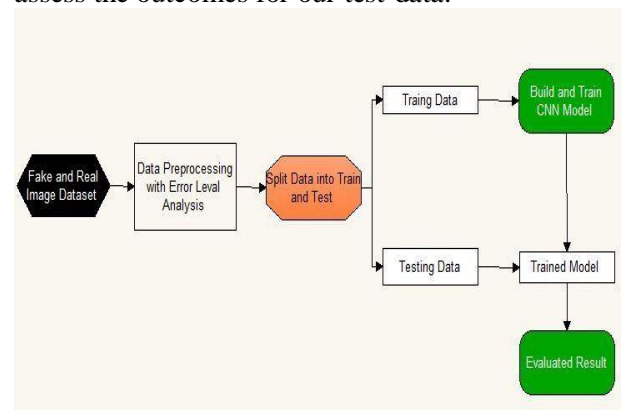 assess the outcomes for our test-data.
Fake and Real
Image Dataset
Data Preprocessing
with Error Leval
Analysis
Split Data into Train
and Test
Traing Data
Build and Train
CNN Model
Testing Data
Trained Model
Evaluated Result